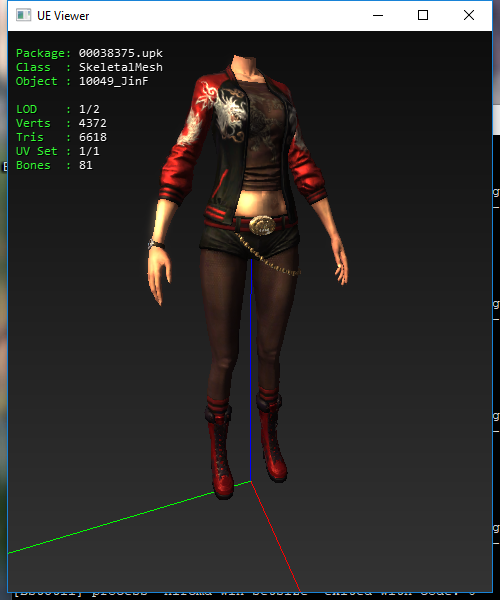 UE Viewer
Package: 00038375.upk
Class : SkeletalMesh
Object : 10049_JinF
LOD : 1/2
Verts : 4372
Tris : 6618
UV Set : 1/1
Bones : 81